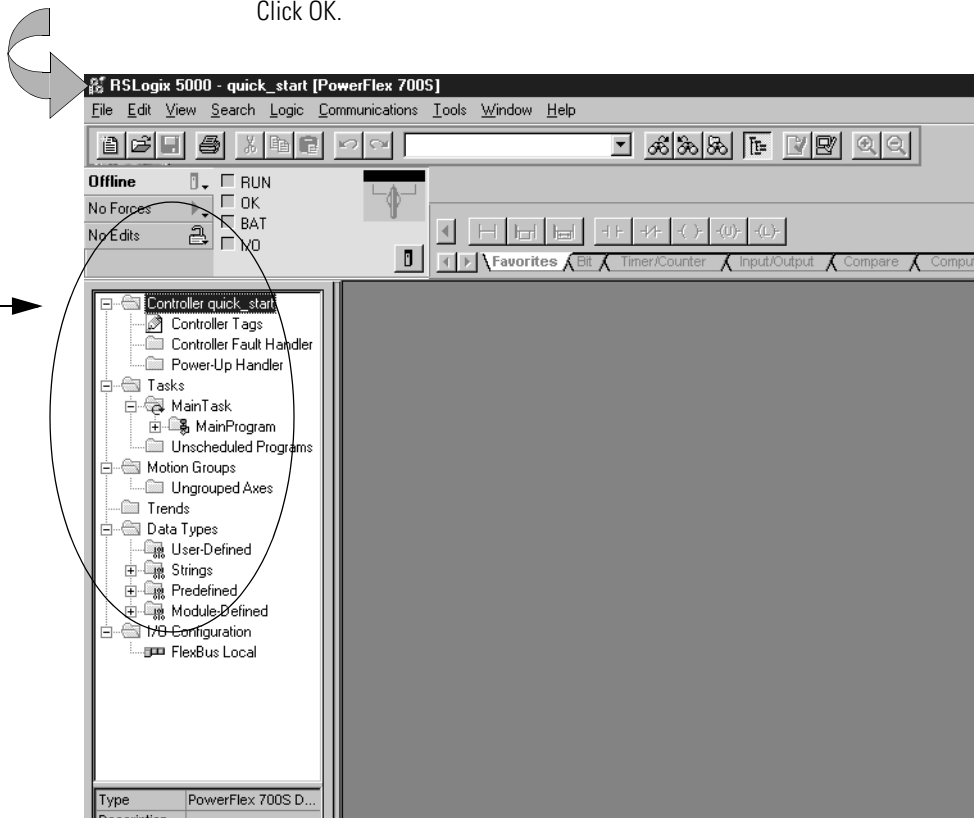 Click OK.
RSLogix 5000 - quick_start [PowerFlex 700S]
File Edit View Search Logic Communications Tools Window Help
Offline
RUN
No Forces
OK
No Edits
BAT
I/O
Favorites Bit Timer/Counter Input/Output Compare
Controller quick_start
Controller Tags
Controller Fault Handler
Power-Up Handler
Tasks
MainTask
MainProgram
Unscheduled Programs
Motion Groups
Ungrouped Axes
Trends
Data Types
User-Defined
Strings
Predefined
Module-Defined
I/O Configuration
FlexBus Local
Type PowerFlex 700S D...
Description